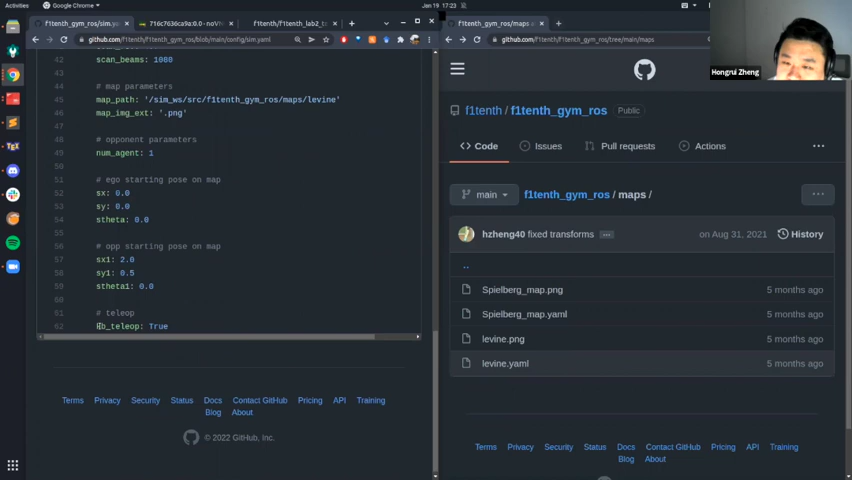 Activities
Google Chrome
Jan 19
17:23
f1tenth_gym_ros/sim.ya
716c7636ca9a:0.0 - noVN
f1tenth/f1tenth_lab2_t
f1tenth_gym_ros/maps a
github.com/f1tenth/f1tenth_gym_ros/blob/main/config/sim.yaml
github.com/f1tenth/f1tenth_gym_ros/tree/main/maps
42 scan_beams: 1080
43
44 # map parameters
45 map_path: '/sim_ws/src/f1tenth_gym_ros/maps/levine'
46 map_img_ext: '.png'
47
48 # opponent parameters
49 num_agent: 1
50
51 # ego starting pose on map
52 sx: 0.0
53 sy: 0.0
54 stheta: 0.0
55
56 # opp starting pose on map
57 sx1: 2.0
58 sy1: 0.5
59 stheta1: 0.0
60
61 # teleop
62 kb_teleop: True
Terms Privacy Security Status Docs Contact GitHub Pricing API Training
Blog About
© 2022 GitHub, Inc.
Hongrui Zheng
f1tenth / f1tenth_gym_ros Public
Code Issues Pull requests Actions
main f1tenth_gym_ros / maps /
hzheng40 fixed transforms on Aug 31, 2021 History
..
Spielberg_map.png 5 months ago
Spielberg_map.yaml 5 months ago
levine.png 5 months ago
levine.yaml 5 months ago
Terms Privacy Security Status Docs Contact GitHub Pricing API Training
Blog About